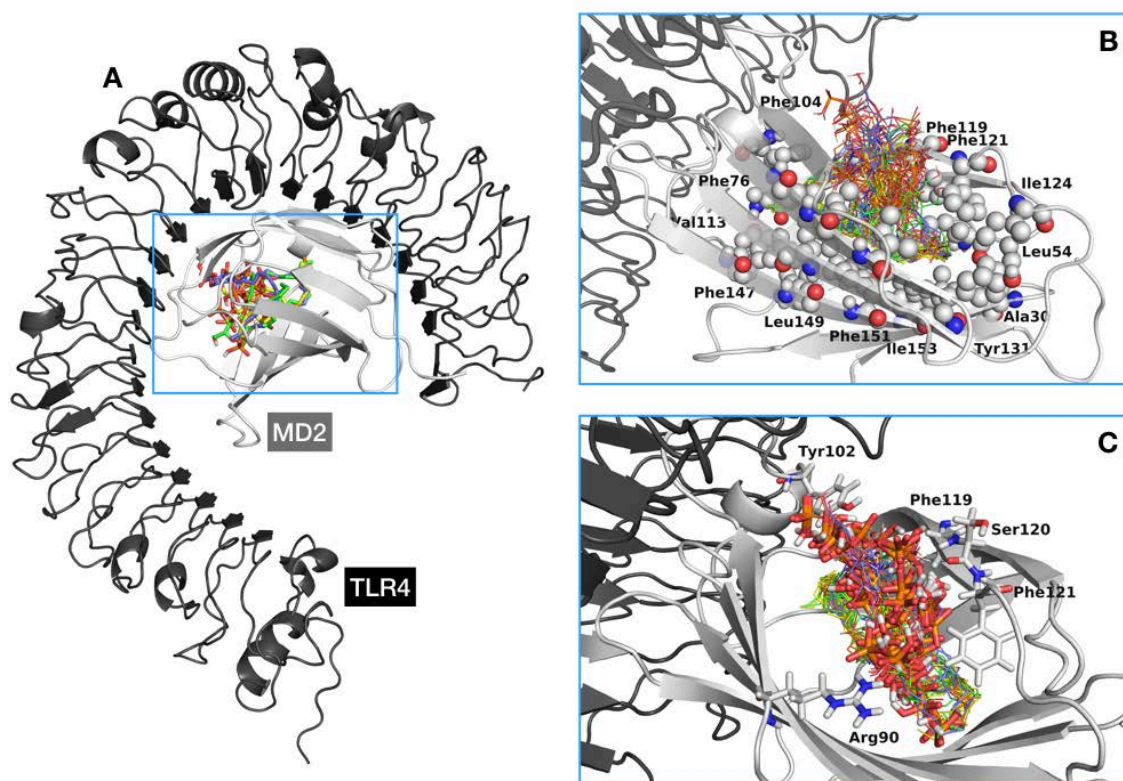 A
MD2
TLR4
B
Phe104
Phe119
Phe121
Phe76
Ile124
Val113
Leu54
Phe147
Ala30
Leu149
Phe151
Ile153
Tyr131
C
Tyr102
Phe119
Ser120
Phe121
Arg90